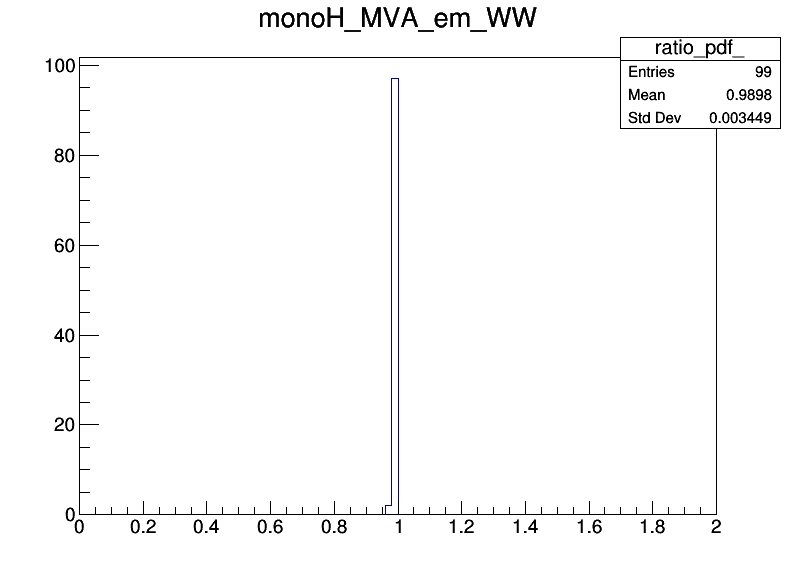 monoH_MVA_em_WW
ratio_pdf_
Entries 99
Mean 0.9898
Std Dev 0.003449
100
80
60
40
20
0
0 0.2 0.4 0.6 0.8 1 1.2 1.4 1.6 1.8 2